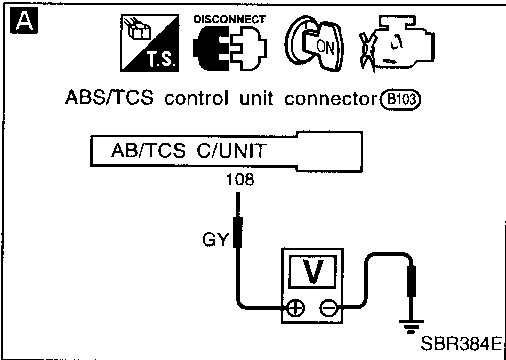 A
T.S.
DISCONNECT
ON
ABS/TCS control unit connector B103
AB/TCS C/UNIT
108
GY
V
⊕ ⊖
SBR384E